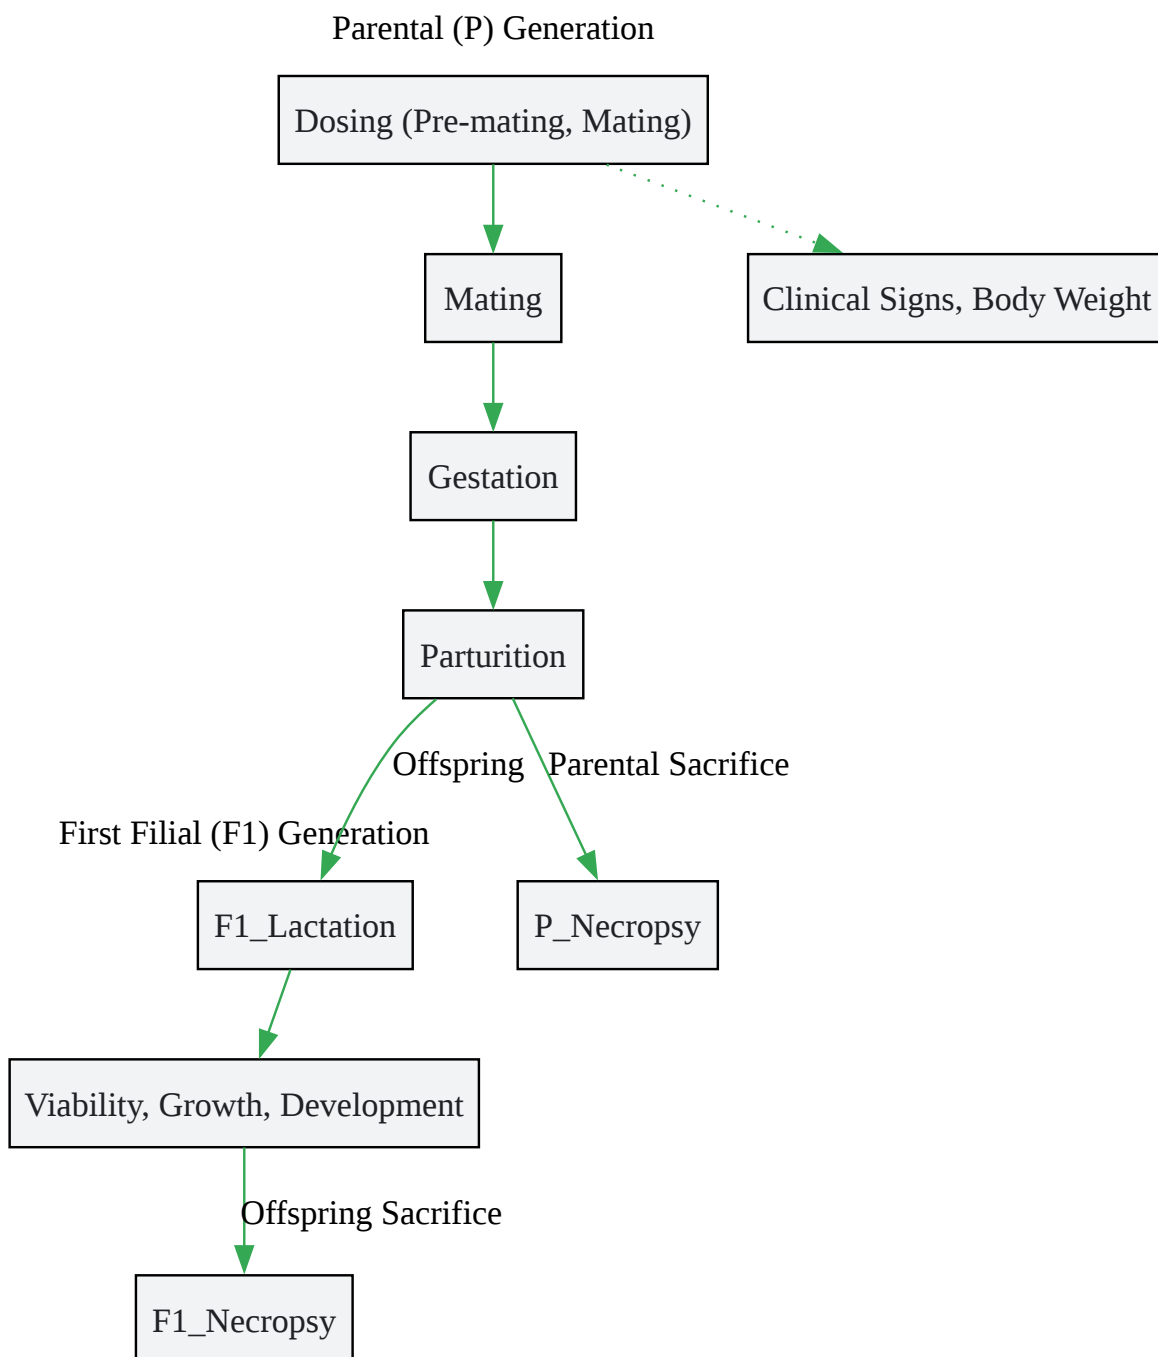 Parental (P) Generation
Dosing (Pre-mating, Mating)
Mating
Clinical Signs, Body Weight
Gestation
Parturition
Offspring
Parental Sacrifice
First Filial (F1) Generation
F1_Lactation
P_Necropsy
Viability, Growth, Development
Offspring Sacrifice
F1_Necropsy